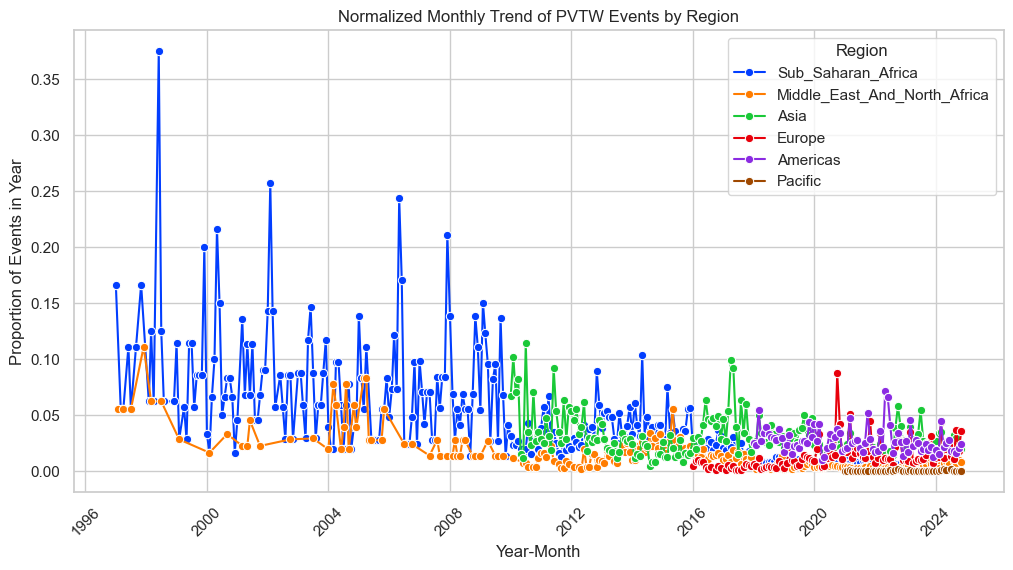 Normalized Monthly Trend of PVTW Events by Region
Region
Sub_Saharan_Africa
Middle_East_And_North_Africa
Asia
Europe
Americas
Pacific
Proportion of Events in Year
0.35
0.30
0.25
0.20
0.15
0.10
0.05
0.00
1996 2000 2004 2008 2012 2016 2020 2024
Year-Month